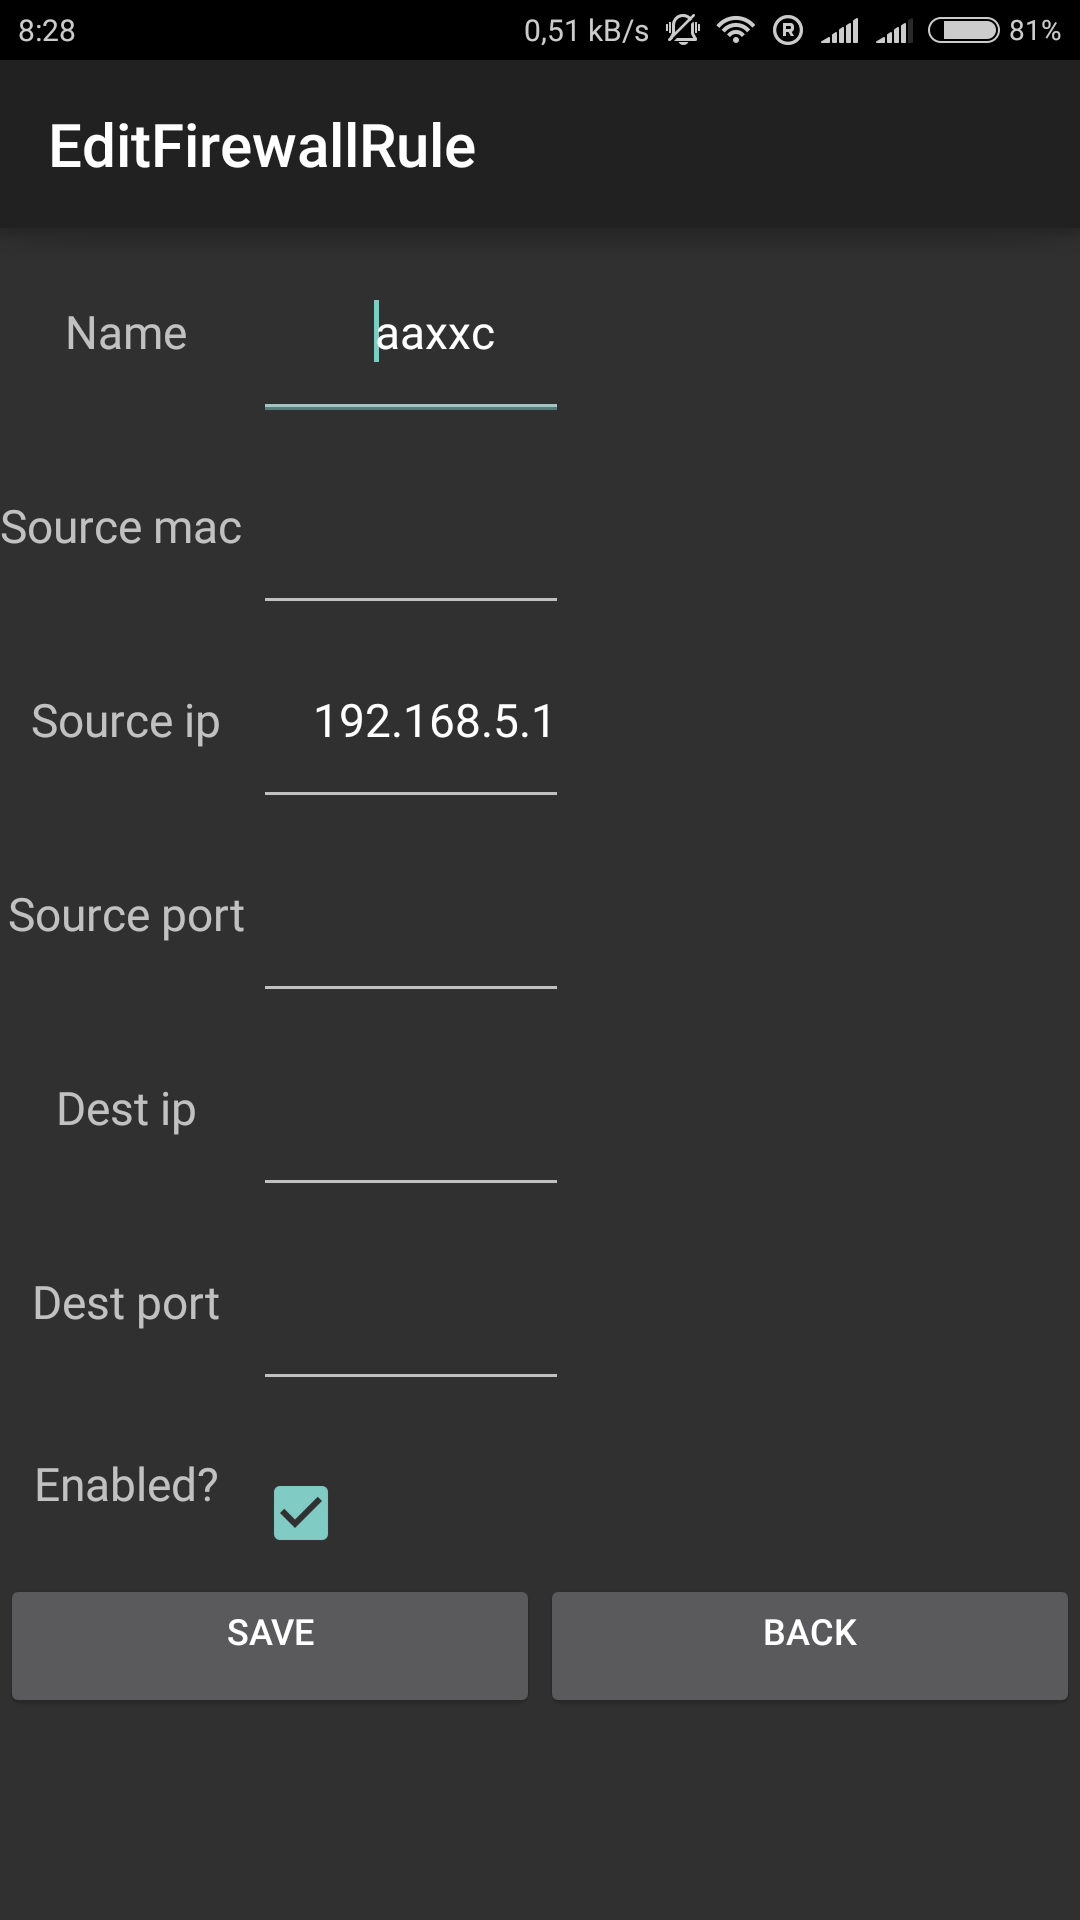 8:28 0,51 kB/s R 81%
EditFirewallRule
Name aaxxc
Source mac
Source ip 192.168.5.1
Source port
Dest ip
Dest port
Enabled?
SAVE BACK